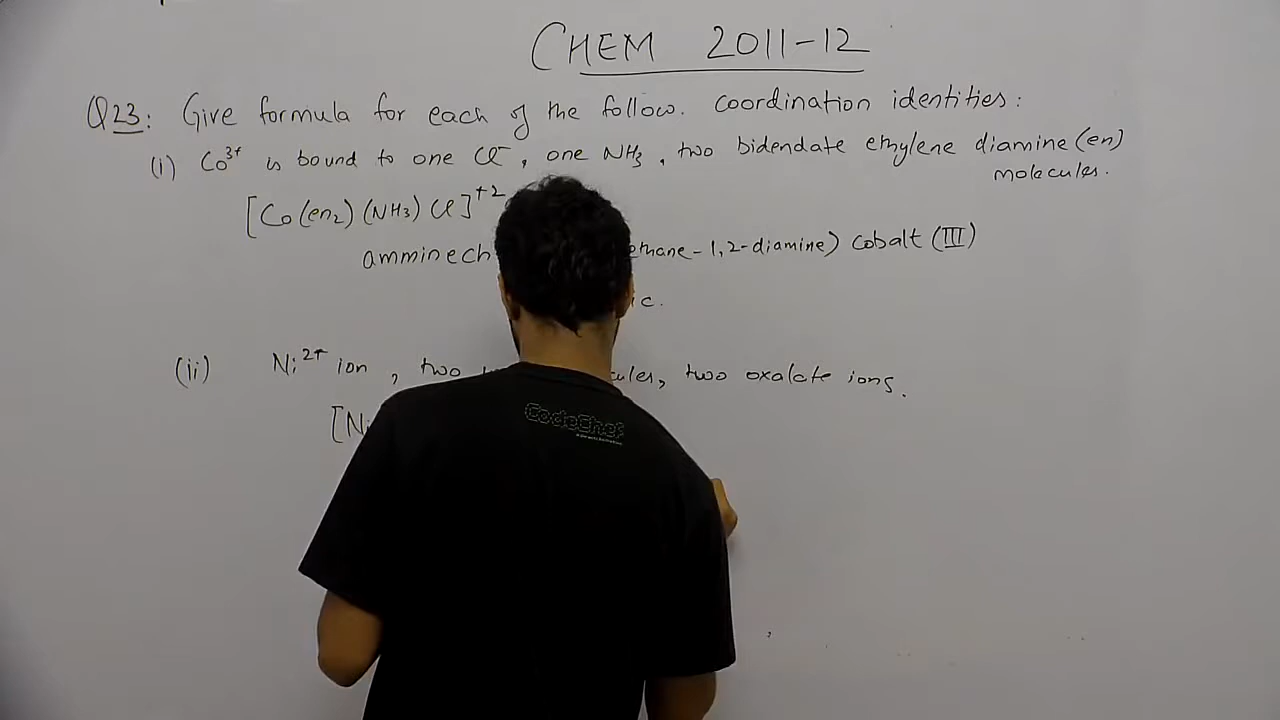 CHEM 2011-12
Q23: Give formula for each of the follow. coordination identities:
(i) Co3+ is bound to one Cl-, one NH3, two bidendate ethylene diamine (en)
molecules.
[Co(en2)(NH3)Cl]+2
amminech ethane-1,2-diamine) cobalt (III)
ic.
(ii) Ni2+ ion, two ules, two oxalate ions.
[Ni
CodeChef